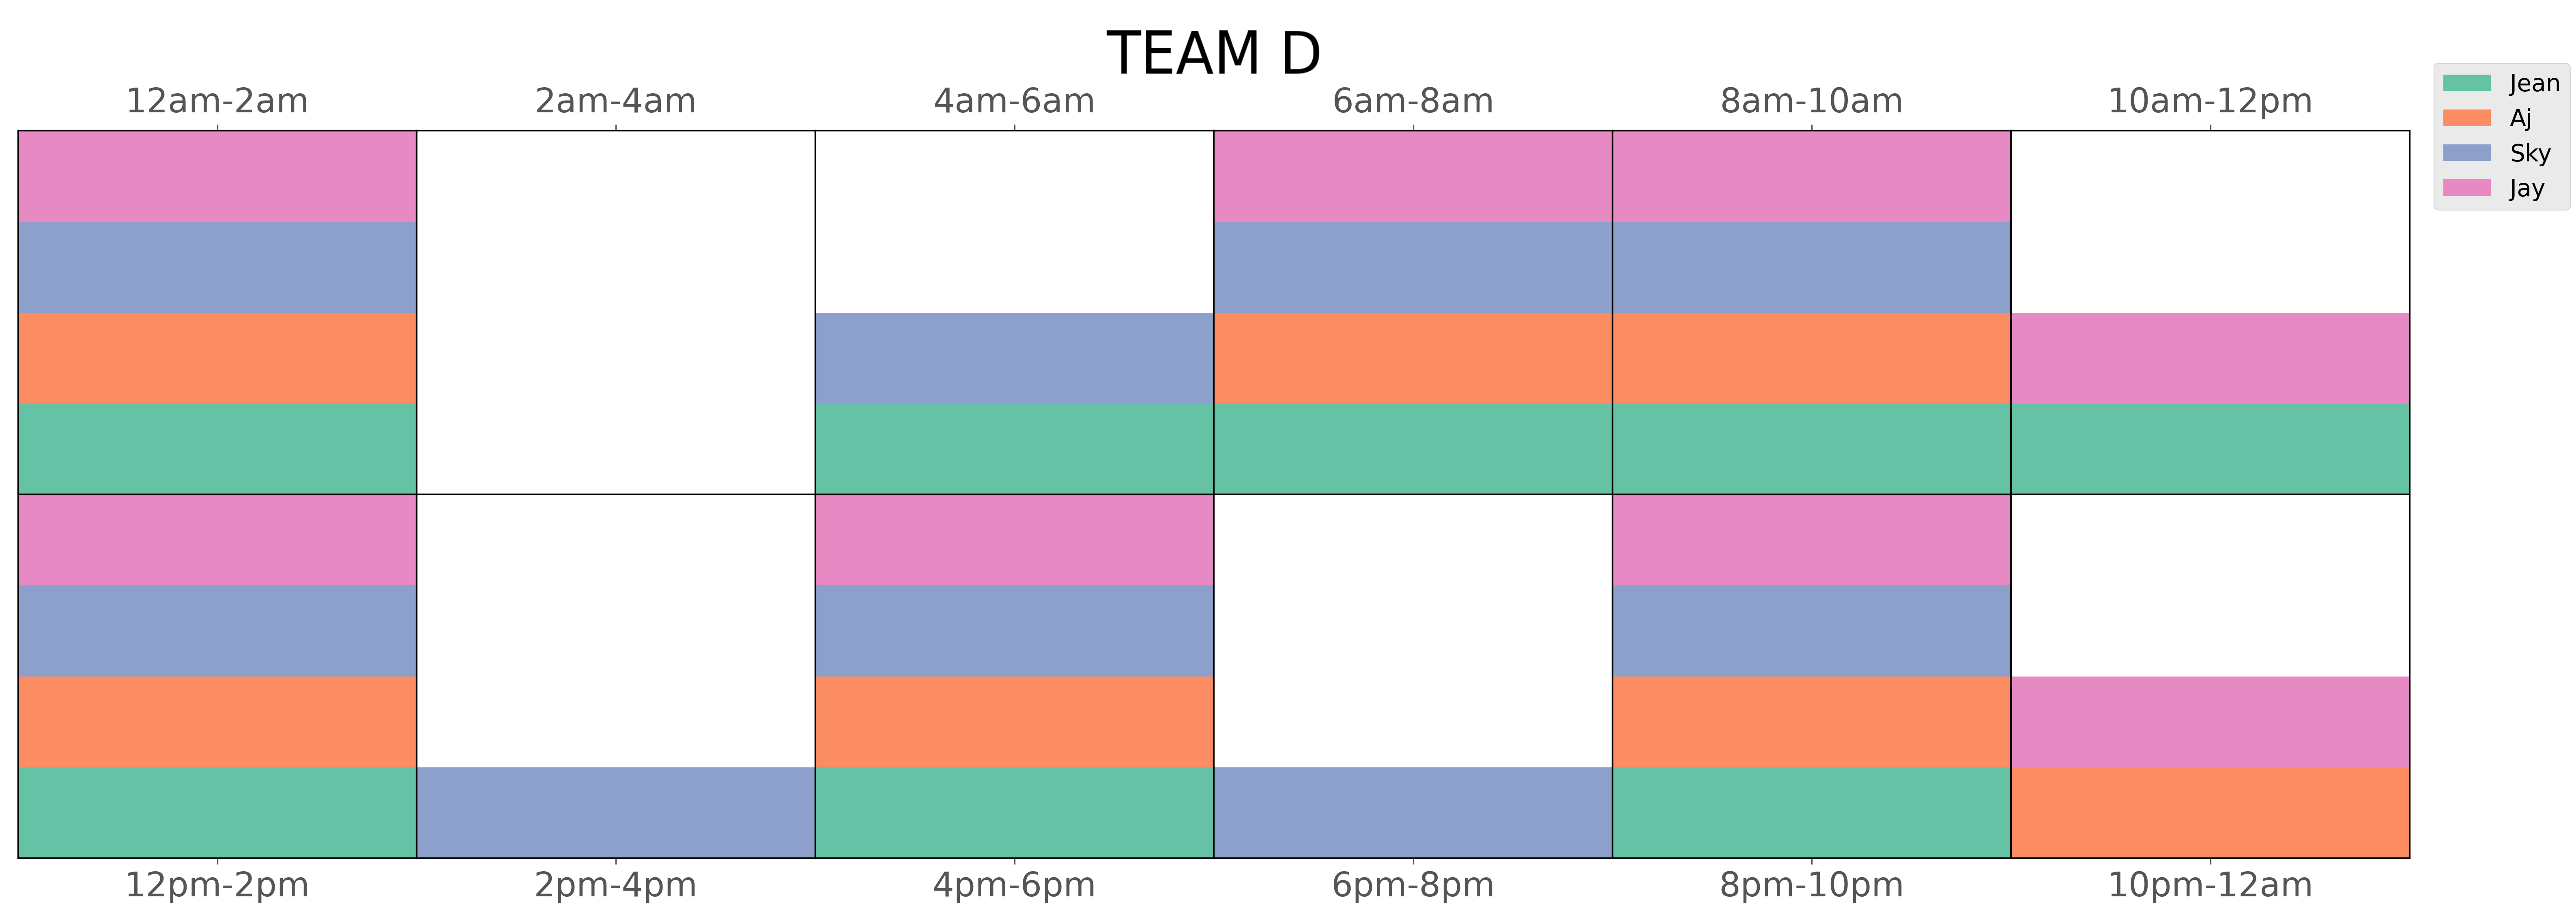 TEAM D
12am-2am 2am-4am 4am-6am 6am-8am 8am-10am 10am-12pm
Jean
Aj
Sky
Jay
12pm-2pm 2pm-4pm 4pm-6pm 6pm-8pm 8pm-10pm 10pm-12am